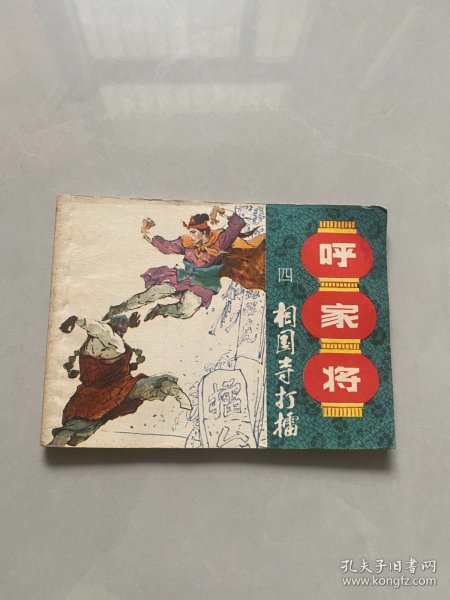 呼家将
四
相国寺打擂
擂
孔夫子旧书网
www.kongfz.com